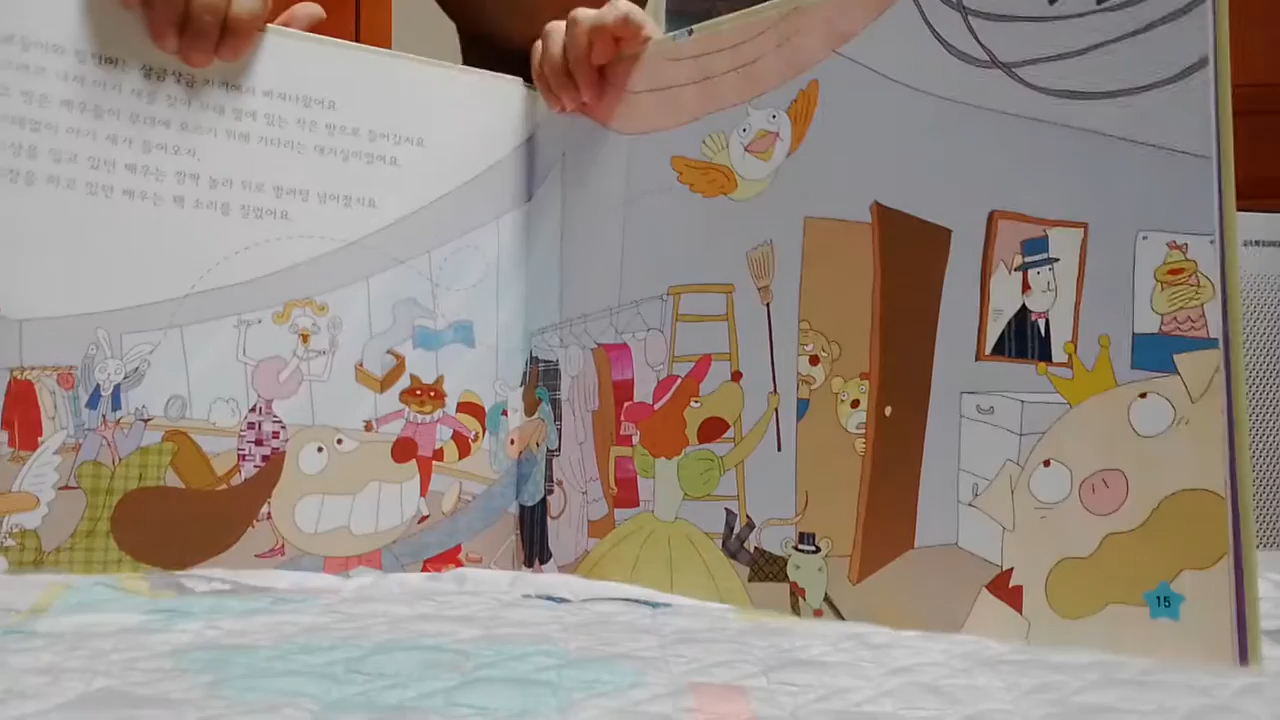 살금살금 자리에서 빠져나왔어요.
아기 새를 찾아 무대 옆에 있는 작은 방으로 들어갔지요.
방은 배우들이 무대에 오르기 위해 기다리는 대기실이었어요.
아기 새가 들어오자,
입고 있던 배우는 깜짝 놀라 뒤로 벌러덩 넘어졌지요.
하고 있던 배우는 꽥 소리를 질렀어요.
15